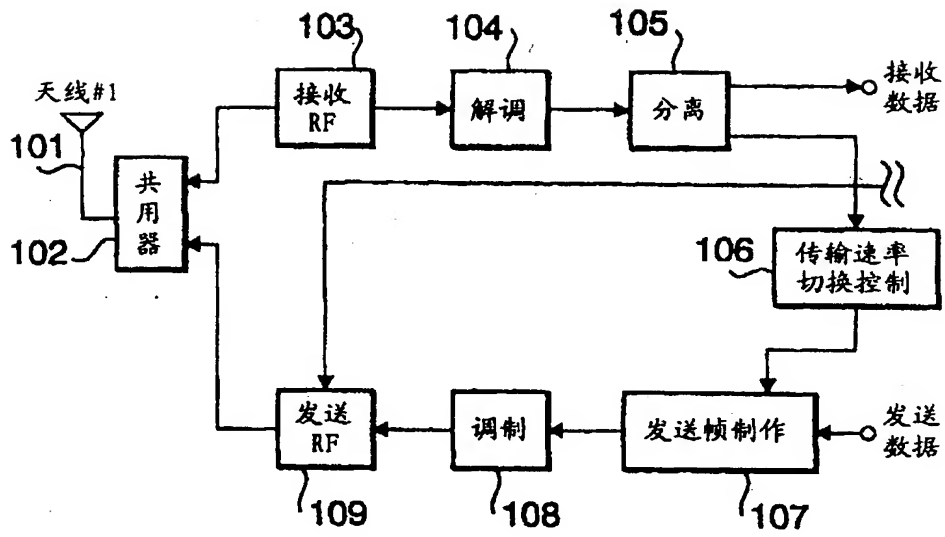 103
104
105
天线#1
接收
RF
解调
分离
接收
数据
101
共
用
器
102
106
传输速率
切换控制
发送
RF
调制
发送帧制作
发送
数据
109
108
107